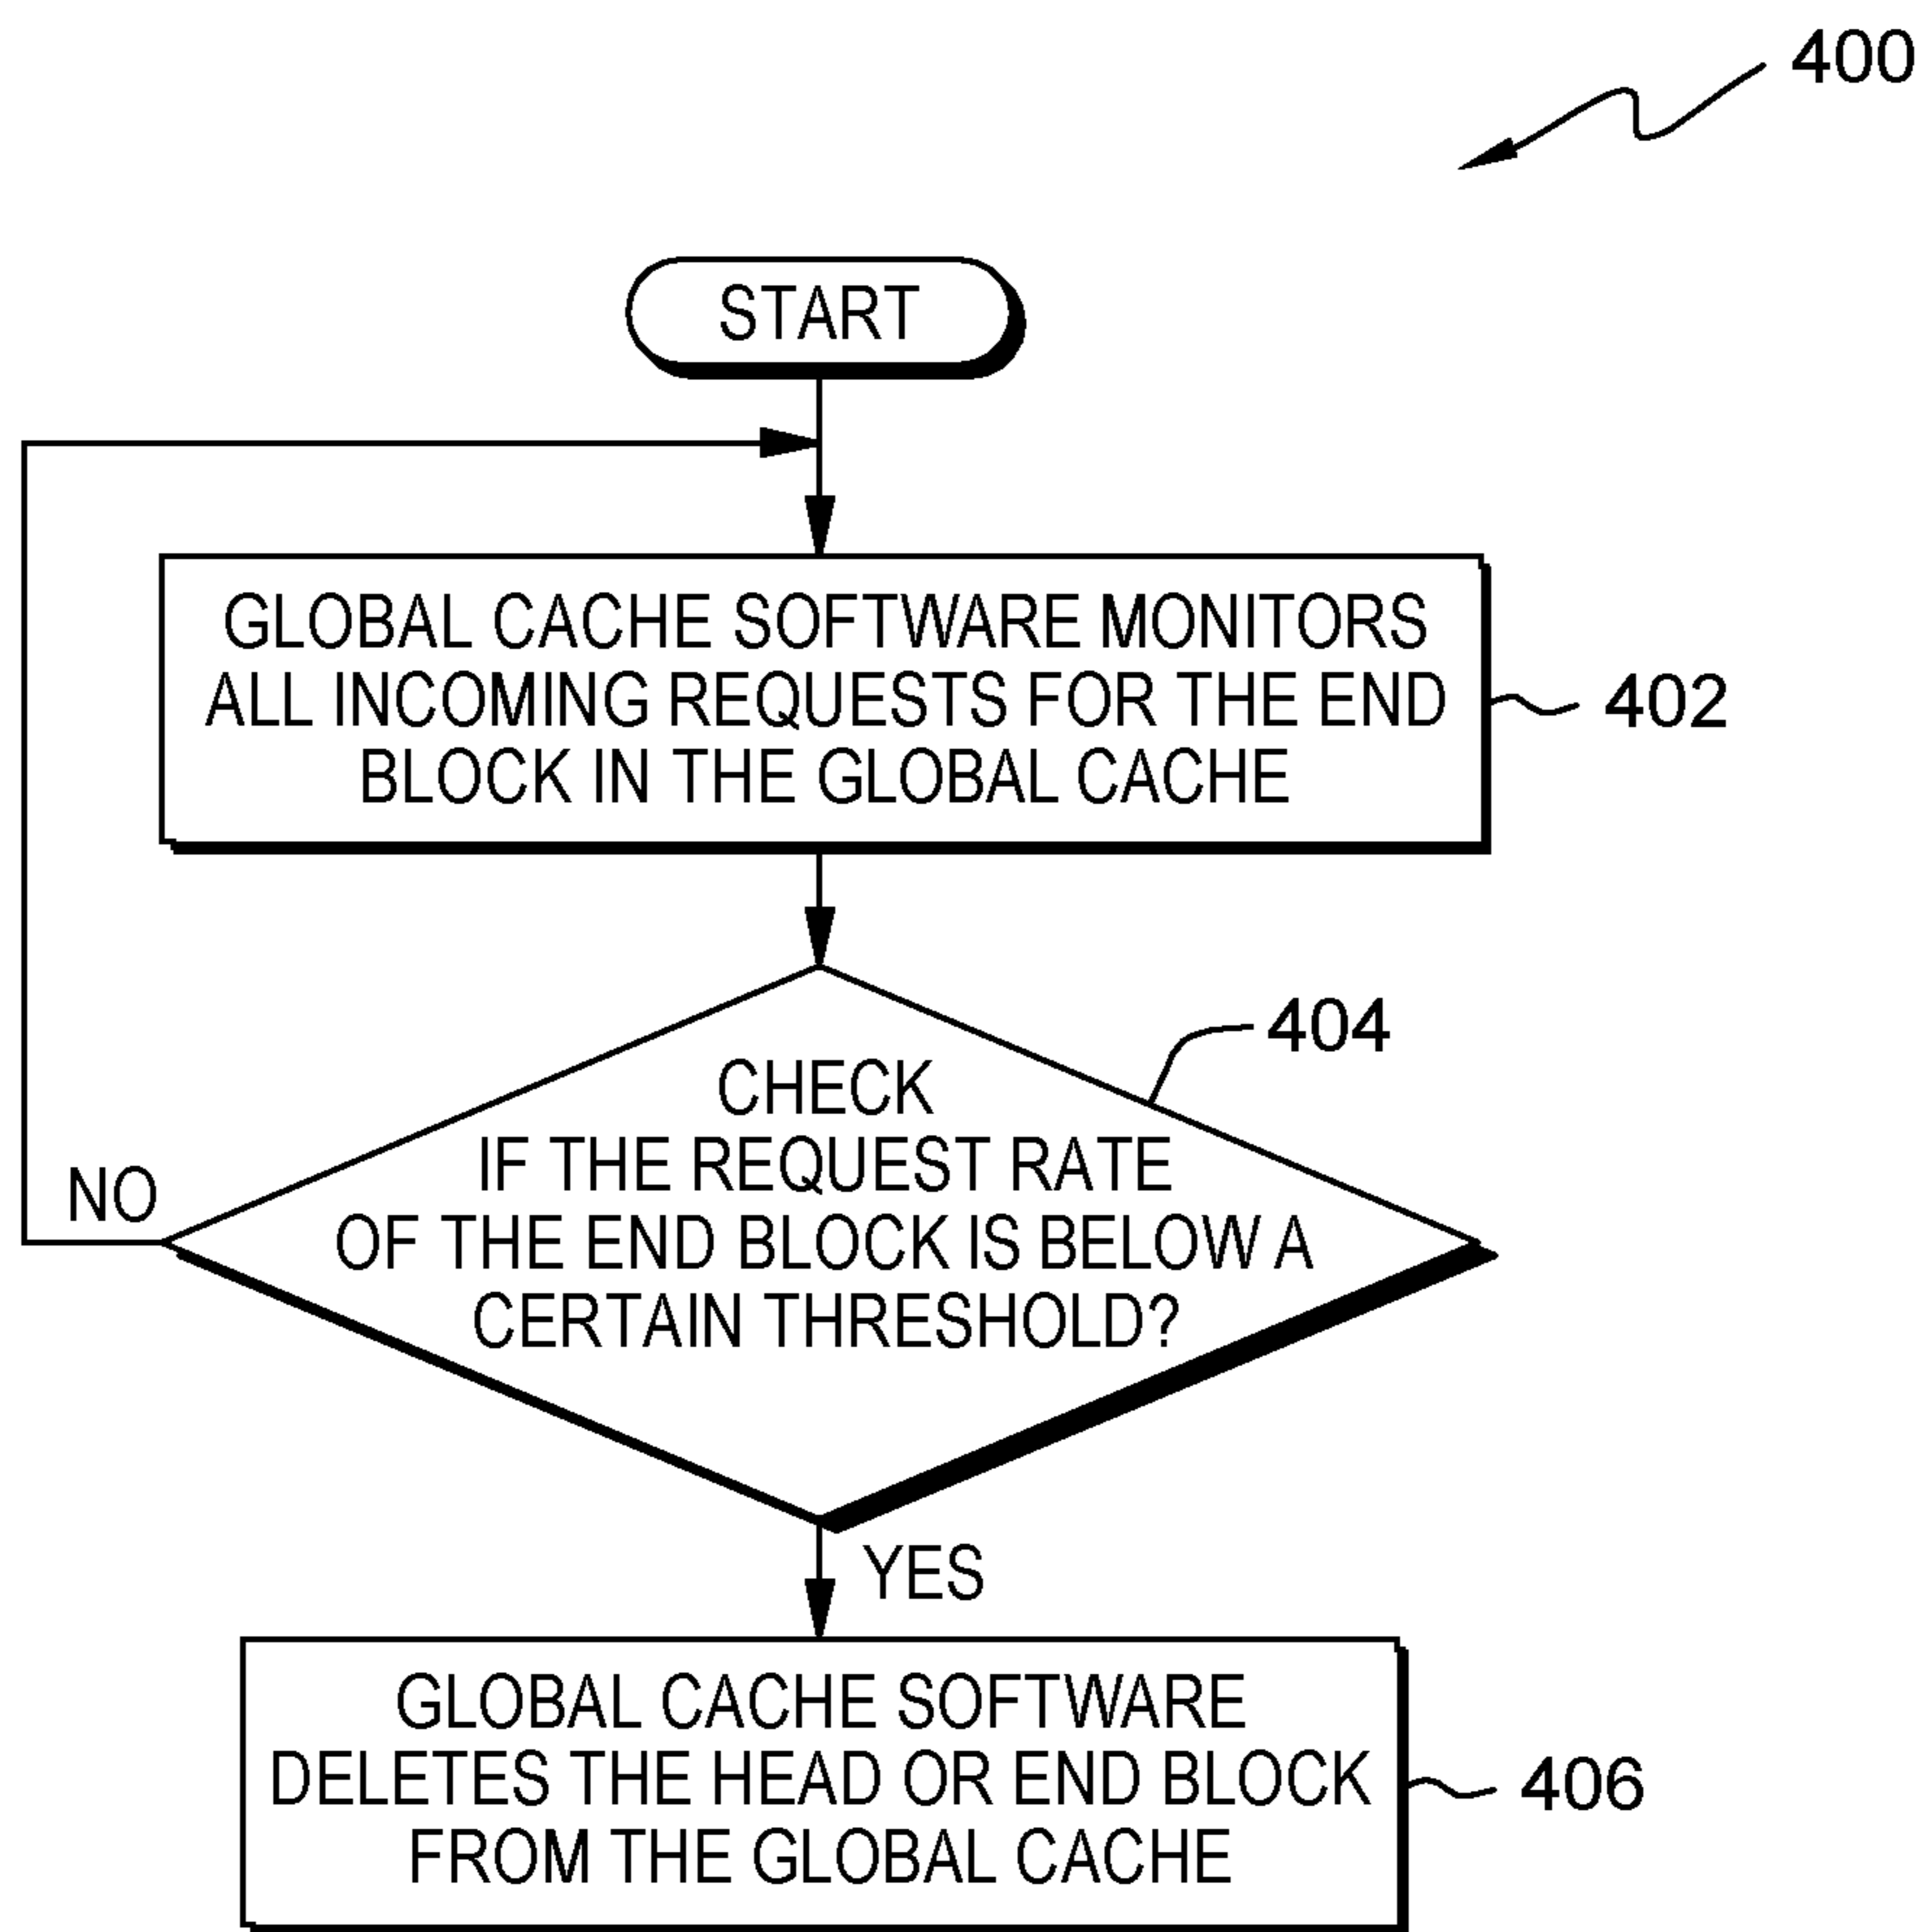 400
START
GLOBAL CACHE SOFTWARE MONITORS
ALL INCOMING REQUESTS FOR THE END
BLOCK IN THE GLOBAL CACHE
402
404
CHECK
IF THE REQUEST RATE
OF THE END BLOCK IS BELOW A
CERTAIN THRESHOLD?
NO
YES
GLOBAL CACHE SOFTWARE
DELETES THE HEAD OR END BLOCK
FROM THE GLOBAL CACHE
406